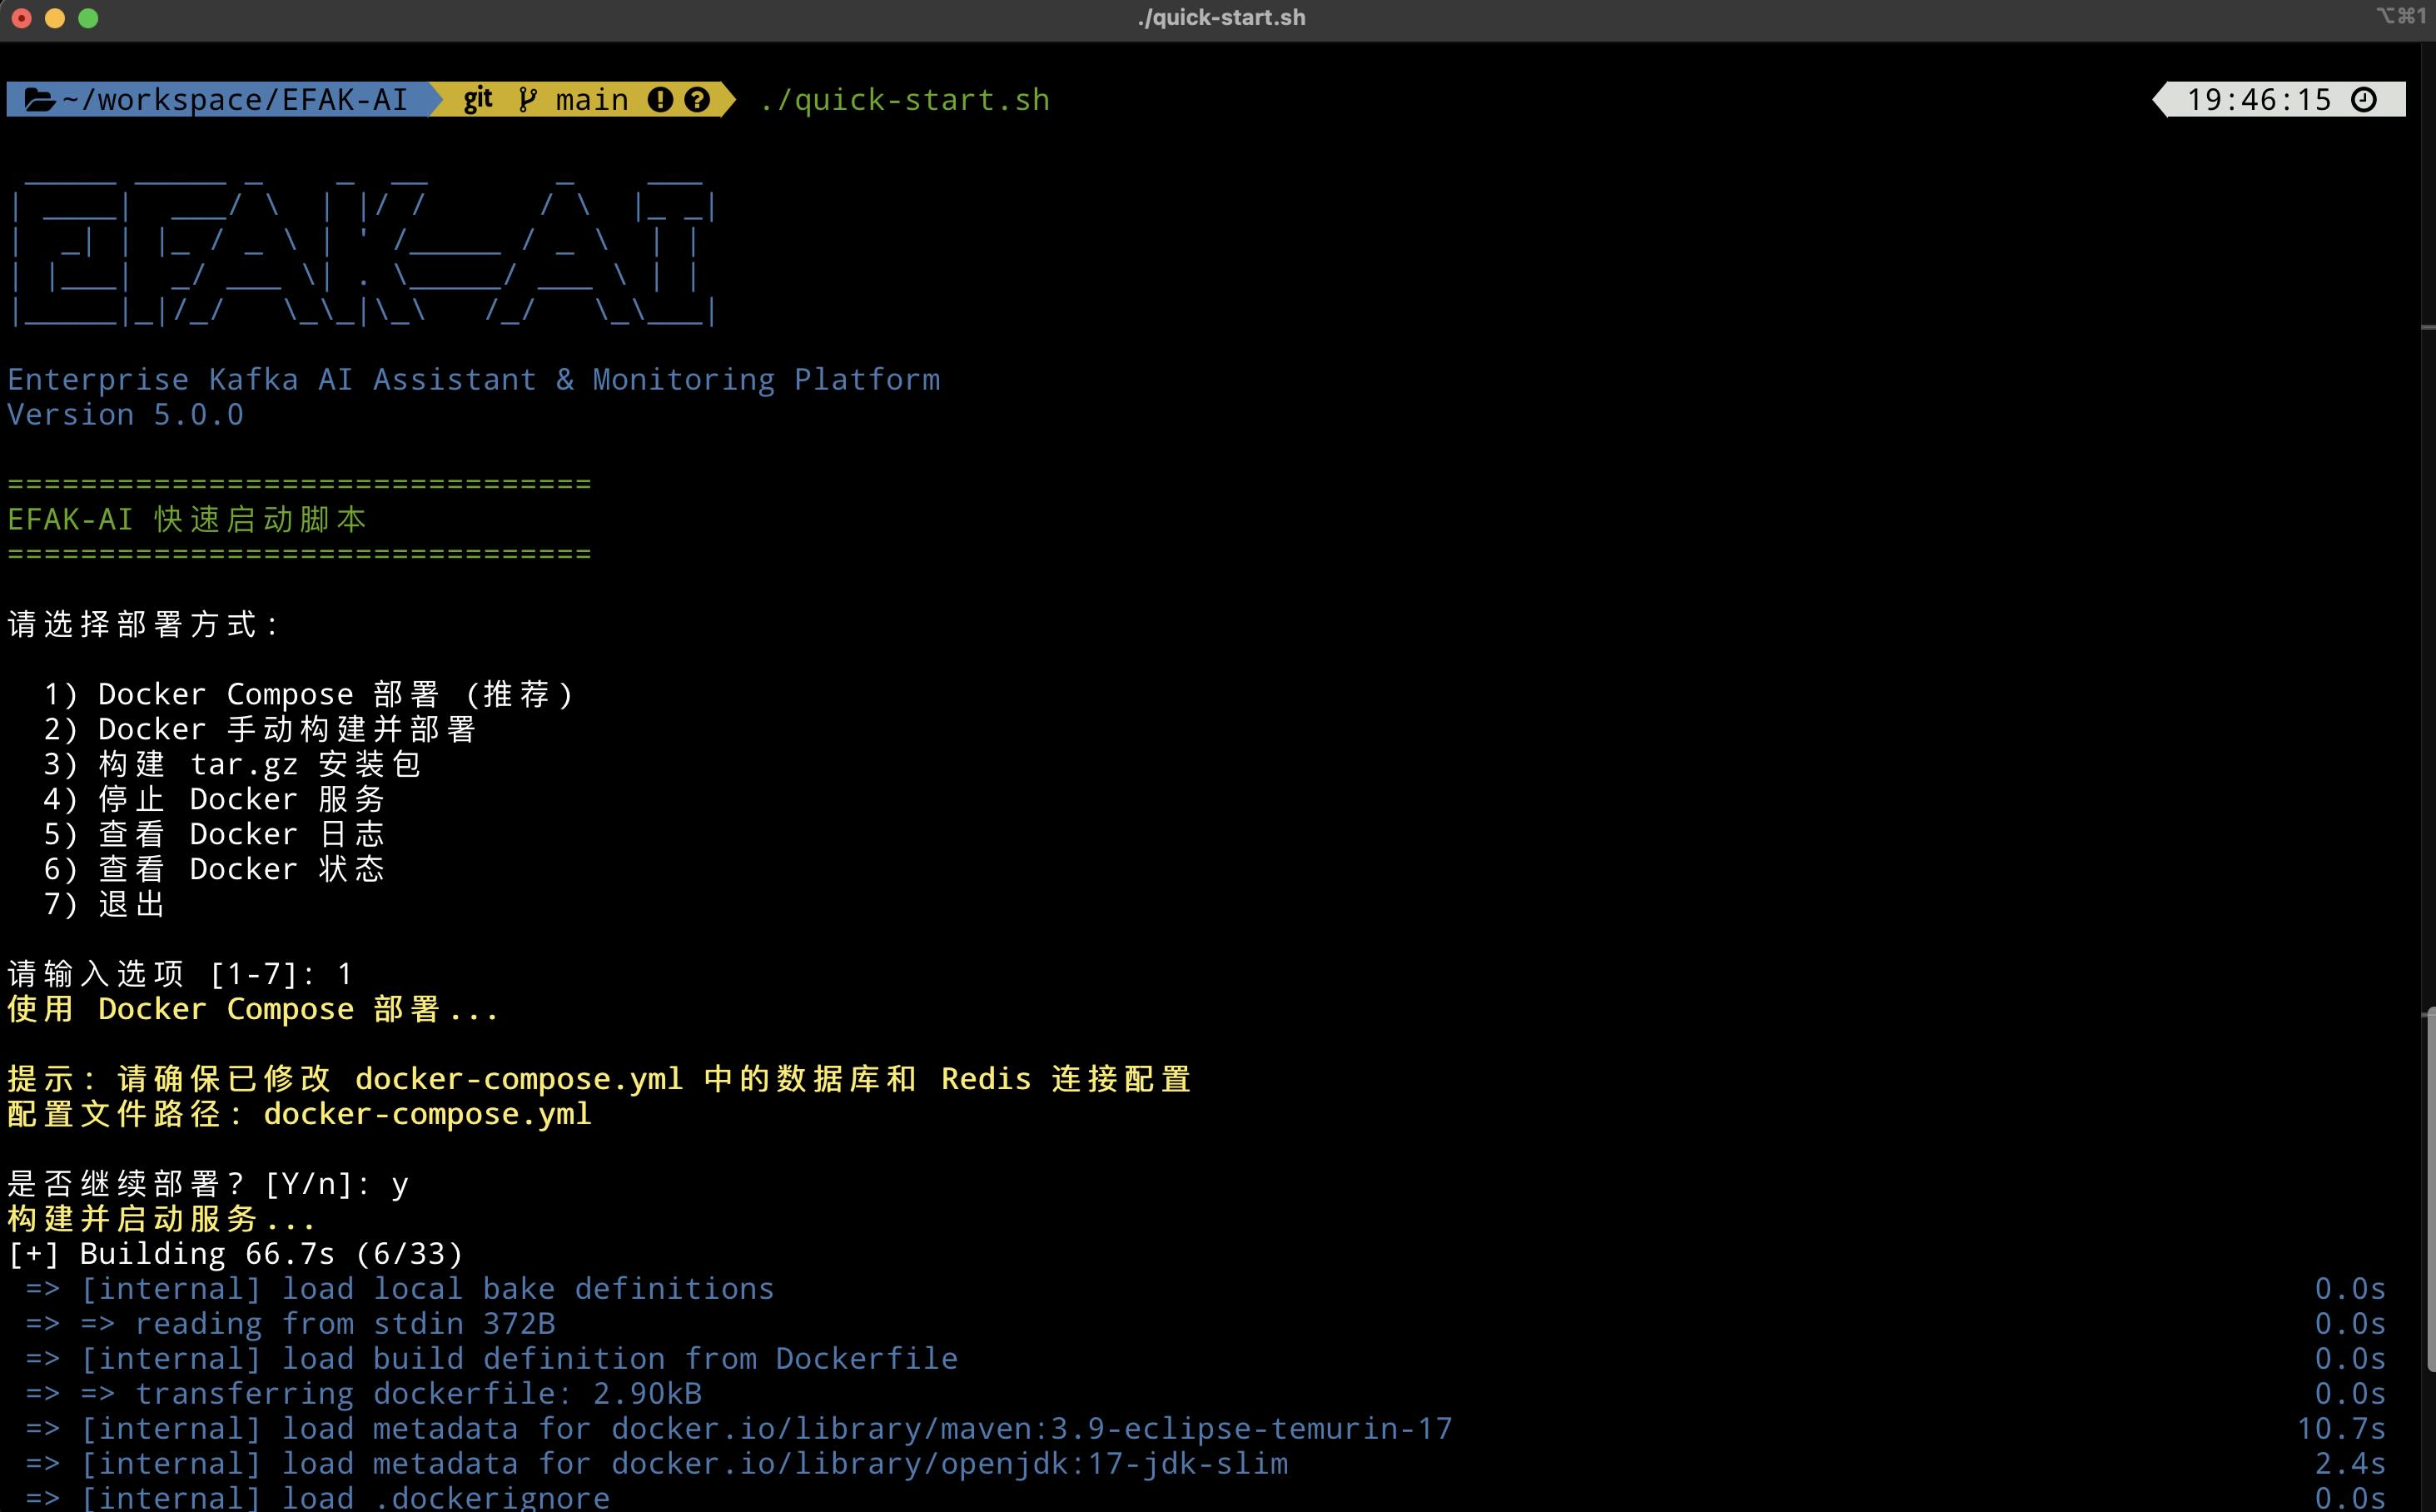 ./quick-start.sh
⌥⌘1
~/workspace/EFAK-AI git main ./quick-start.sh 19:46:15
EFAK-AI
Enterprise Kafka AI Assistant & Monitoring Platform
Version 5.0.0
================================
EFAK-AI 快速启动脚本
================================
请选择部署方式：
1) Docker Compose 部署 (推荐)
2) Docker 手动构建并部署
3) 构建 tar.gz 安装包
4) 停止 Docker 服务
5) 查看 Docker 日志
6) 查看 Docker 状态
7) 退出
请输入选项 [1-7]: 1
使用 Docker Compose 部署...
提示: 请确保已修改 docker-compose.yml 中的数据库和 Redis 连接配置
配置文件路径: docker-compose.yml
是否继续部署? [Y/n]: y
构建并启动服务...
[+] Building 66.7s (6/33)
=> [internal] load local bake definitions 0.0s
=> => reading from stdin 372B 0.0s
=> [internal] load build definition from Dockerfile 0.0s
=> => transferring dockerfile: 2.90kB 0.0s
=> [internal] load metadata for docker.io/library/maven:3.9-eclipse-temurin-17 10.7s
=> [internal] load metadata for docker.io/library/openjdk:17-jdk-slim 2.4s
=> [internal] load .dockerignore 0.0s